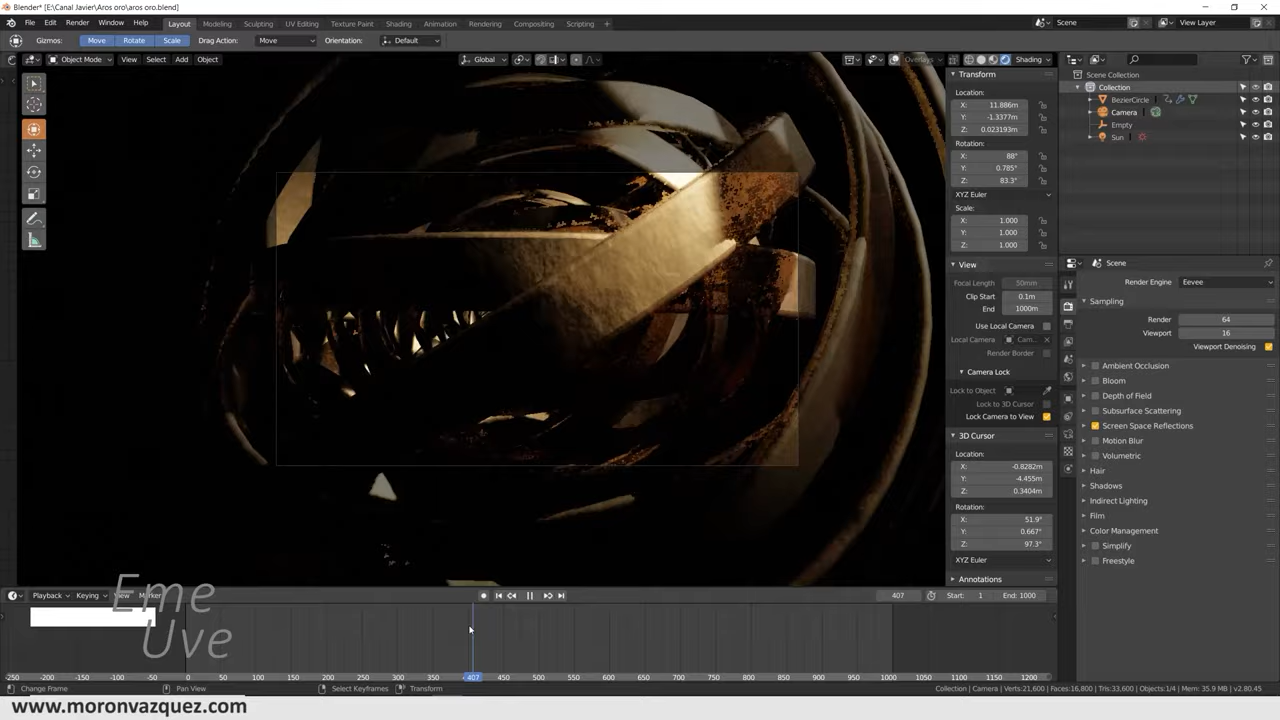 Blender* [E:\Canal Javier\Aros oro\aros oro.blend]
File Edit Render Window Help Layout Modeling Sculpting UV Editing Texture Paint Shading Animation Rendering Compositing Scripting + Scene View Layer
Gizmos: Move Rotate Scale Drag Action: Move Orientation: Default
Object Mode View Select Add Object Global Overlays Shading
Transform
Location:
X: 11.886m
Y: -1.3377m
Z: 0.023193m
Rotation:
X: 88°
Y: 0.785°
Z: 83.3°
XYZ Euler
Scale:
X: 1.000
Y: 1.000
Z: 1.000
View
Focal Length 50mm
Clip Start 0.1m
End 1000m
Use Local Camera
Local Camera Cam...
Render Border
Camera Lock
Lock to Object
Lock to 3D Cursor
Lock Camera to View
3D Cursor
Location:
X: -0.8282m
Y: -4.455m
Z: 0.3404m
Rotation:
X: 51.9°
Y: 0.667°
Z: 97.3°
XYZ Euler
Annotations
Scene Collection
Collection
BezierCircle
Camera
Empty
Sun
Scene
Render Engine Eevee
Sampling
Render 64
Viewport 16
Viewport Denoising
Ambient Occlusion
Bloom
Depth of Field
Subsurface Scattering
Screen Space Reflections
Motion Blur
Volumetric
Hair
Shadows
Indirect Lighting
Film
Color Management
Simplify
Freestyle
Playback Keying View Marker 407 Start: 1 End: 1000
Eme
Uve
-250 -200 -150 -100 -50 0 50 100 150 200 250 300 350 407 450 500 550 600 650 700 750 800 850 900 950 1000 1050 1100 1150 1200
Change Frame Pan View Select Keyframes Transform Collection | Camera | Verts:21,600 | Faces:16,800 | Tris:33,600 | Objects:1/4 | Mem: 35.9 MB | v2.80.45
www.moronvazquez.com